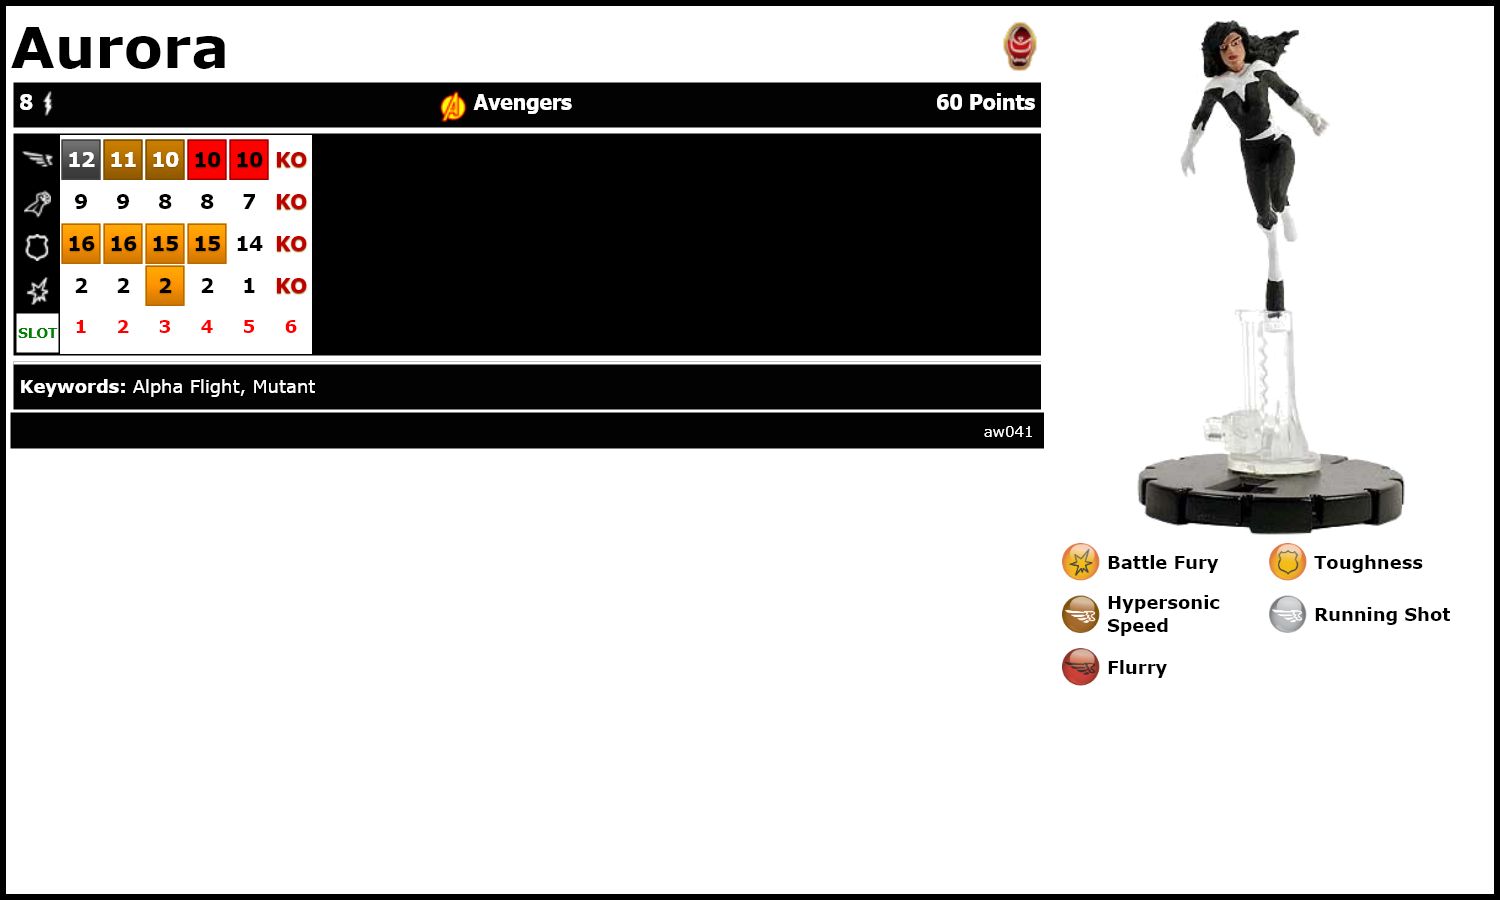 Aurora
8 Avengers 60 Points
12 11 10 10 10 KO
9 9 8 8 7 KO
16 16 15 15 14 KO
2 2 2 2 1 KO
SLOT 1 2 3 4 5 6
Keywords: Alpha Flight, Mutant
aw041
Battle Fury
Toughness
Hypersonic
Speed
Running Shot
Flurry